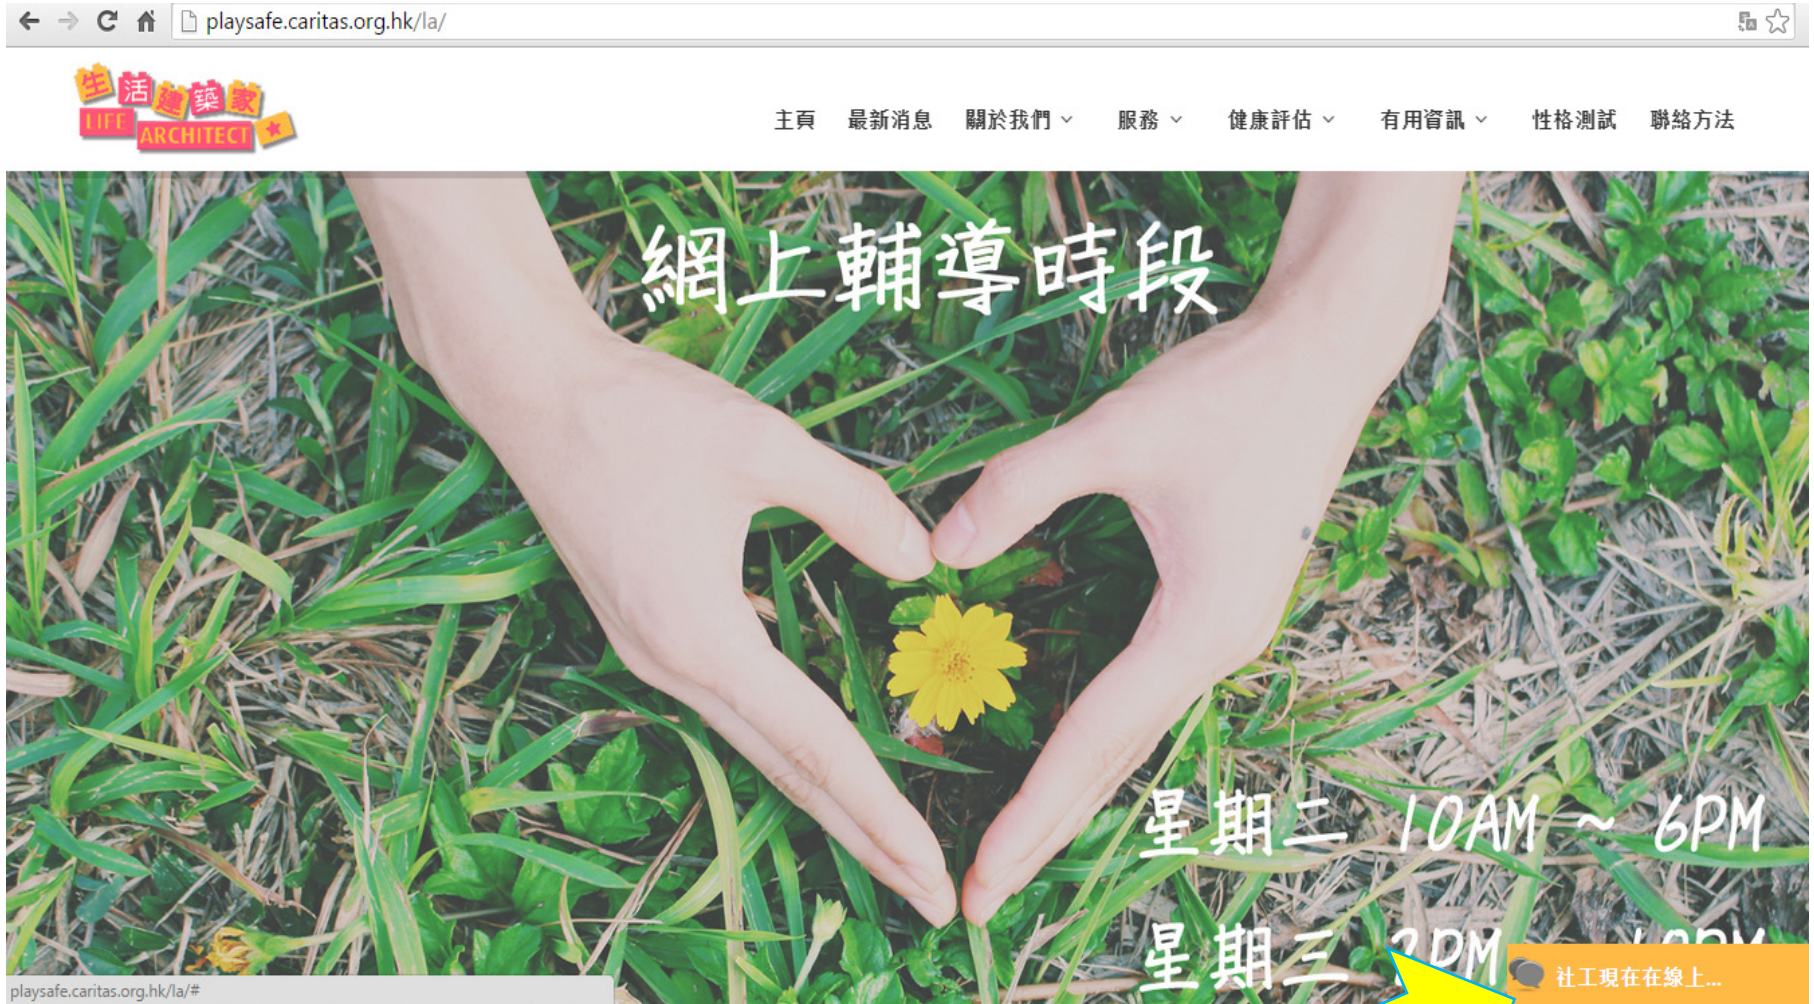 playsafe.caritas.org.hk/la/
生活建築家
LIFE ARCHITECT
主頁 最新消息 關於我們 服務 健康評估 有用資訊 性格測試 聯絡方法
網上輔導時段
星期二 10AM ~ 6PM
星期三
社工現在在線上...
playsafe.caritas.org.hk/la/#